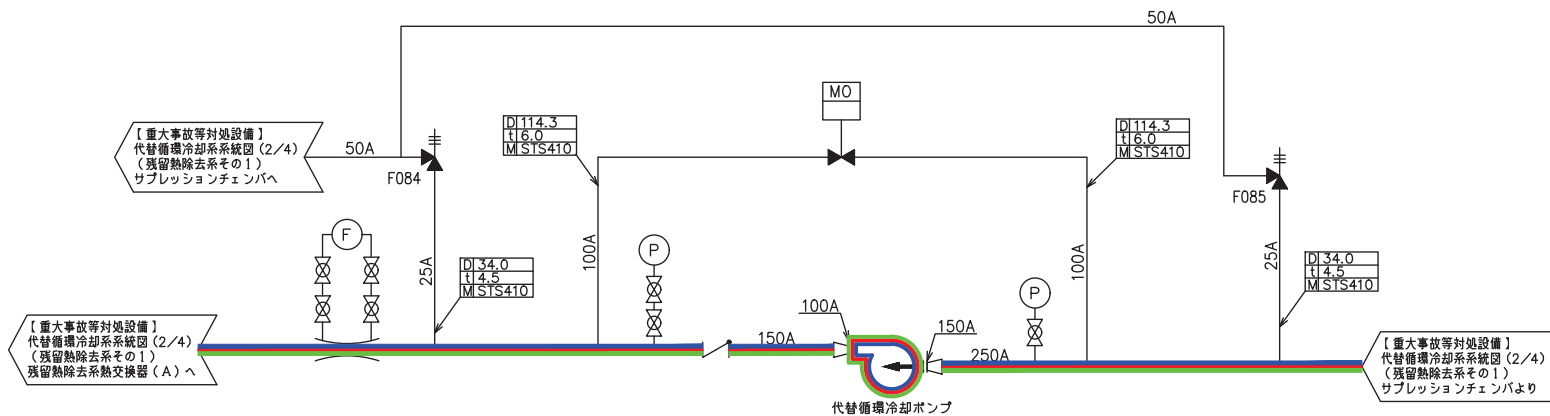 50A
MO
【重大事故等対処設備】
代替循環冷却系系統図(2/4)
(残留熱除去系その1)
サプレッションチェンバへ
50A
F084
D 114.3
t 6.0
M STS410
D 114.3
t 6.0
M STS410
F085
F
25A
D 34.0
t 4.5
M STS410
100A
P
100A
P
25A
D 34.0
t 4.5
M STS410
【重大事故等対処設備】
代替循環冷却系系統図(2/4)
(残留熱除去系その1)
残留熱除去系熱交換器(A)へ
150A
100A
150A
250A
代替循環冷却ポンプ
【重大事故等対処設備】
代替循環冷却系系統図(2/4)
(残留熱除去系その1)
サプレッションチェンバより